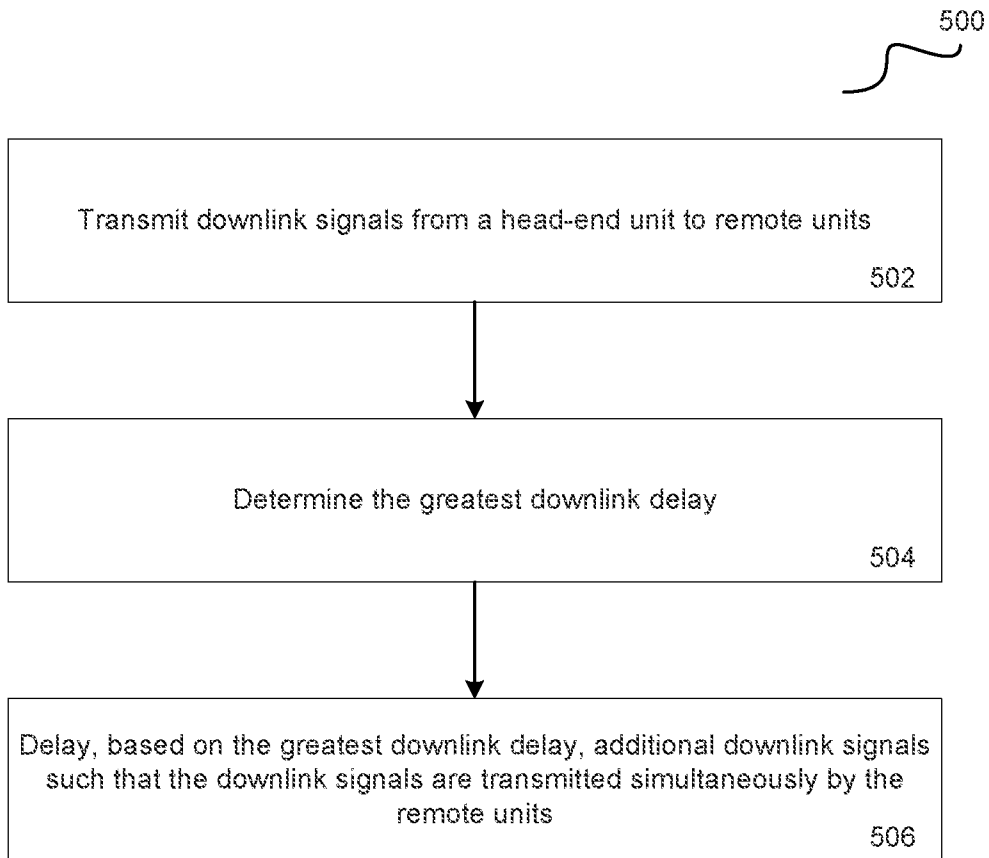 500
Transmit downlink signals from a head-end unit to remote units
502
Determine the greatest downlink delay
504
Delay, based on the greatest downlink delay, additional downlink signals
such that the downlink signals are transmitted simultaneously by the
remote units
506